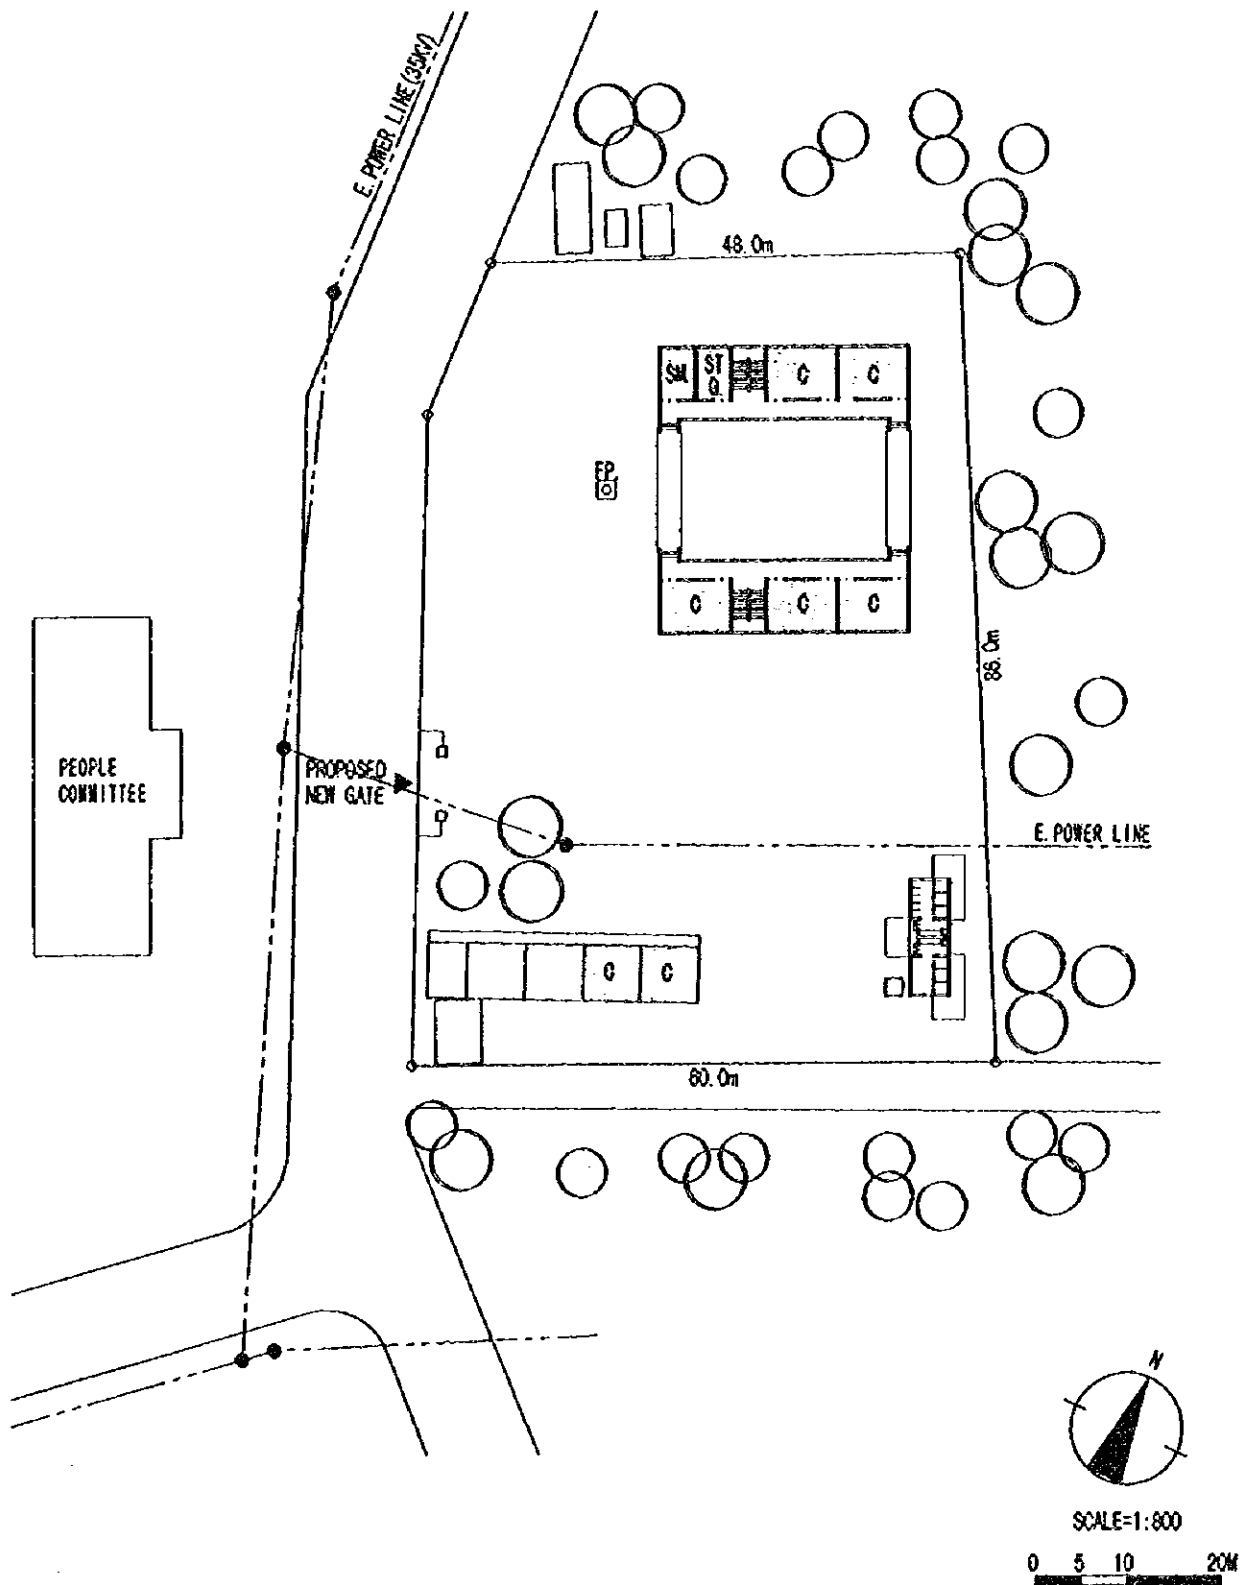 E. POWER LINE (35KV)
48.0m
SM.
ST
Q.
C
C
FP.
C
C
C
86.0m
PEOPLE
COMMITTEE
PROPOSED
NEW GATE
E. POWER LINE
C
C
60.0m
N
SCALE=1:800
0 5 10 20M